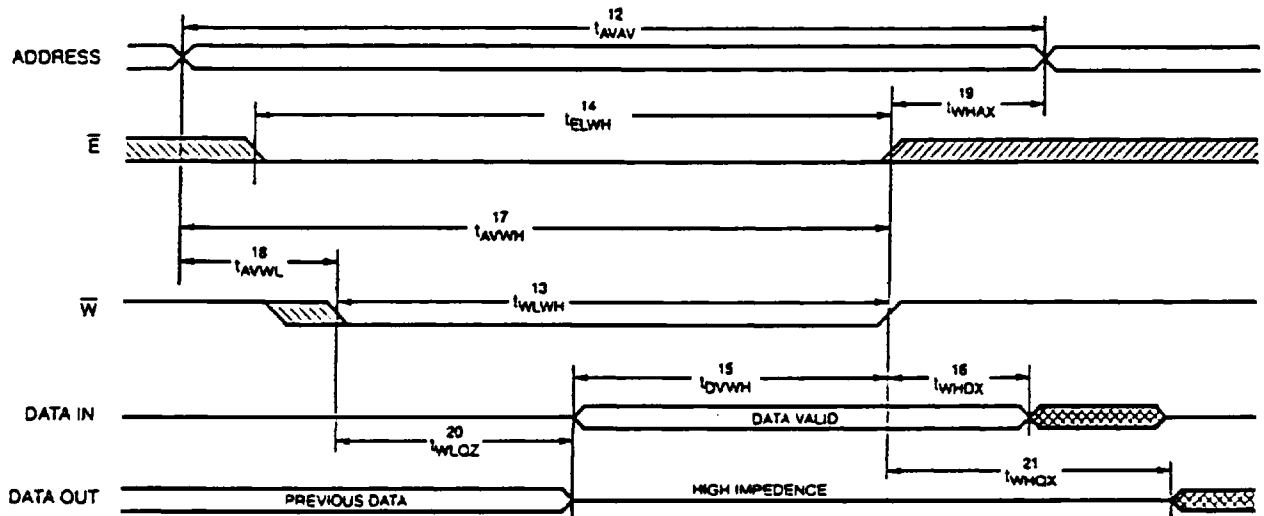 12
tAVAV
ADDRESS
14
tELWH
19
tWHAX
E
17
tAVWH
18
tAVWL
W
13
tWLWH
15
tDVWH
16
tWHDX
DATA IN
DATA VALID
20
tWLQZ
21
tWHQX
DATA OUT
PREVIOUS DATA
HIGH IMPEDENCE